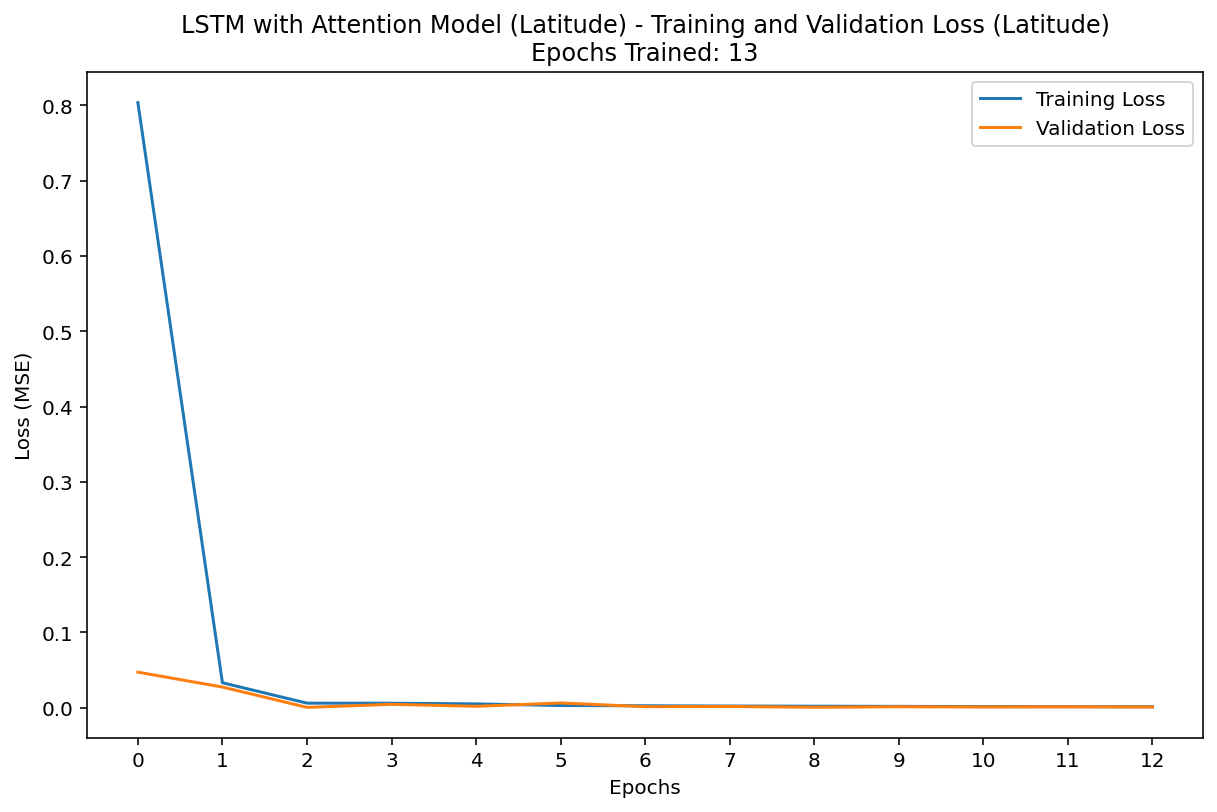 LSTM with Attention Model (Latitude) - Training and Validation Loss (Latitude)
Epochs Trained: 13
Training Loss
Validation Loss
Loss (MSE)
0.8
0.7
0.6
0.5
0.4
0.3
0.2
0.1
0.0
0 1 2 3 4 5 6 7 8 9 10 11 12
Epochs